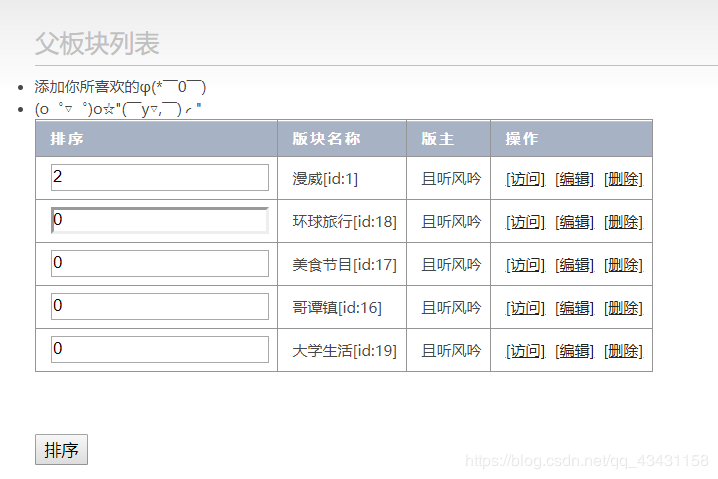 父板块列表
添加你所喜欢的φ(*￣0￣)
(o゜▽゜)o☆"(￣y▽,￣)╭ "
排序 版块名称 版主 操作
2 漫威[id:1] 且听风吟 [访问] [编辑] [删除]
0 环球旅行[id:18] 且听风吟 [访问] [编辑] [删除]
0 美食节目[id:17] 且听风吟 [访问] [编辑] [删除]
0 哥谭镇[id:16] 且听风吟 [访问] [编辑] [删除]
0 大学生活[id:19] 且听风吟 [访问] [编辑] [删除]
排序
https://blog.csdn.net/qq_43431158